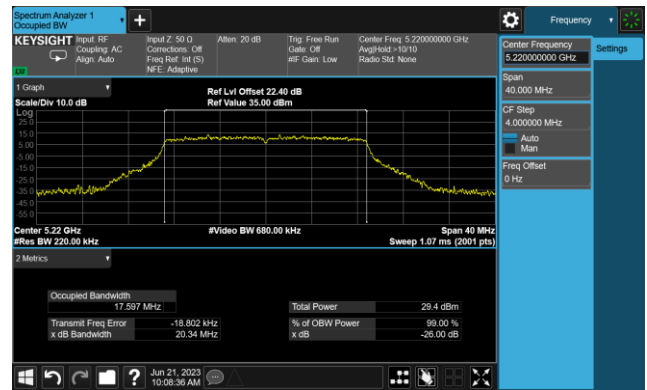 Spectrum Analyzer 1
Occupied BW
Frequency
KEYSIGHT
Input: RF
Coupling: AC
Align: Auto
Input Z: 50 Ω
Corrections: Off
Freq Ref: Int (S)
NFE: Adaptive
Atten: 20 dB
Trig: Free Run
Gate: Off
#IF Gain: Low
Center Freq: 5.220000000 GHz
Avg|Hold:>10/10
Radio Std: None
LXI
Center Frequency
5.220000000 GHz
Settings
Span
40.000 MHz
CF Step
4.000000 MHz
Auto
Man
Freq Offset
0 Hz
1 Graph
Scale/Div 10.0 dB
Ref Lvl Offset 22.40 dB
Ref Value 35.00 dBm
Log
25.0
15.0
5.00
-5.00
-15.0
-25.0
-35.0
-45.0
-55.0
Center 5.22 GHz
#Res BW 220.00 kHz
#Video BW 680.00 kHz
Span 40 MHz
Sweep 1.07 ms (2001 pts)
2 Metrics
Occupied Bandwidth
17.597 MHz
Total Power 29.4 dBm
Transmit Freq Error -18.802 kHz
% of OBW Power 99.00 %
x dB Bandwidth 20.34 MHz
x dB -26.00 dB
?
Jun 21, 2023
10:08:36 AM